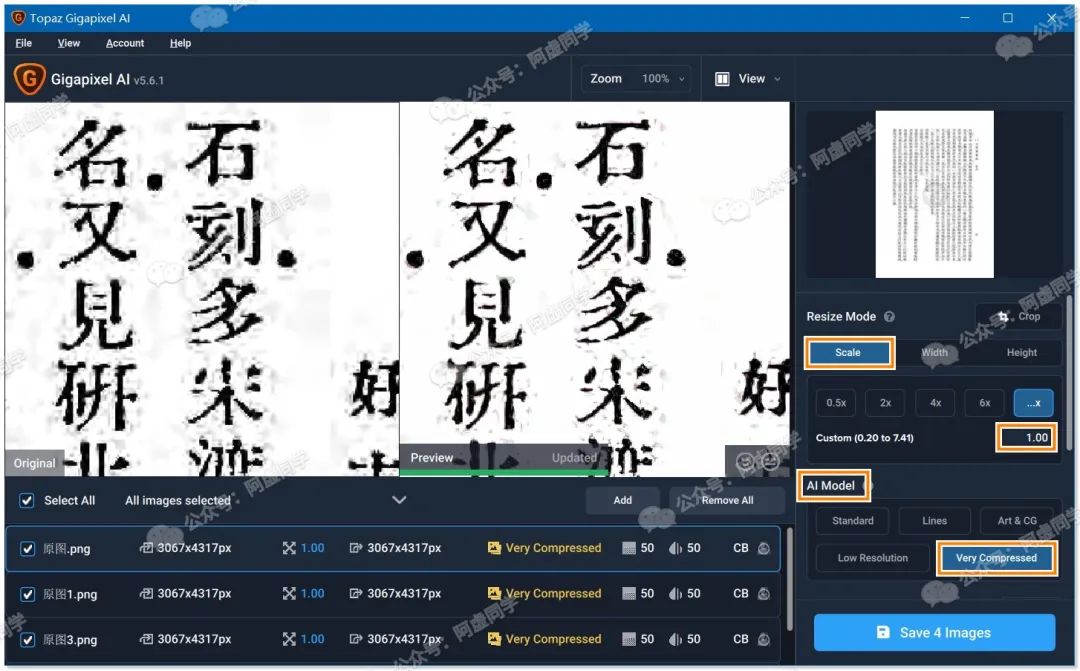 Topaz Gigapixel AI
File View Account Help
Gigapixel AI v5.6.1
Zoom 100% View
名 石
又 刻
見 多
研 米
好
名 石
又 刻
見 多
研 米
好
Original
Preview Updated
Resize Mode Crop
Scale Width Height
0.5x 2x 4x 6x ...x
Custom (0.20 to 7.41) 1.00
AI Model
Standard Lines Art & CG
Low Resolution Very Compressed
Save 4 Images
Select All All images selected Add Remove All
原图.png 3067x4317px 1.00 3067x4317px Very Compressed 50 50 CB
原图1.png 3067x4317px 1.00 3067x4317px Very Compressed 50 50 CB
原图3.png 3067x4317px 1.00 3067x4317px Very Compressed 50 50 CB
公众号：阿虚同学